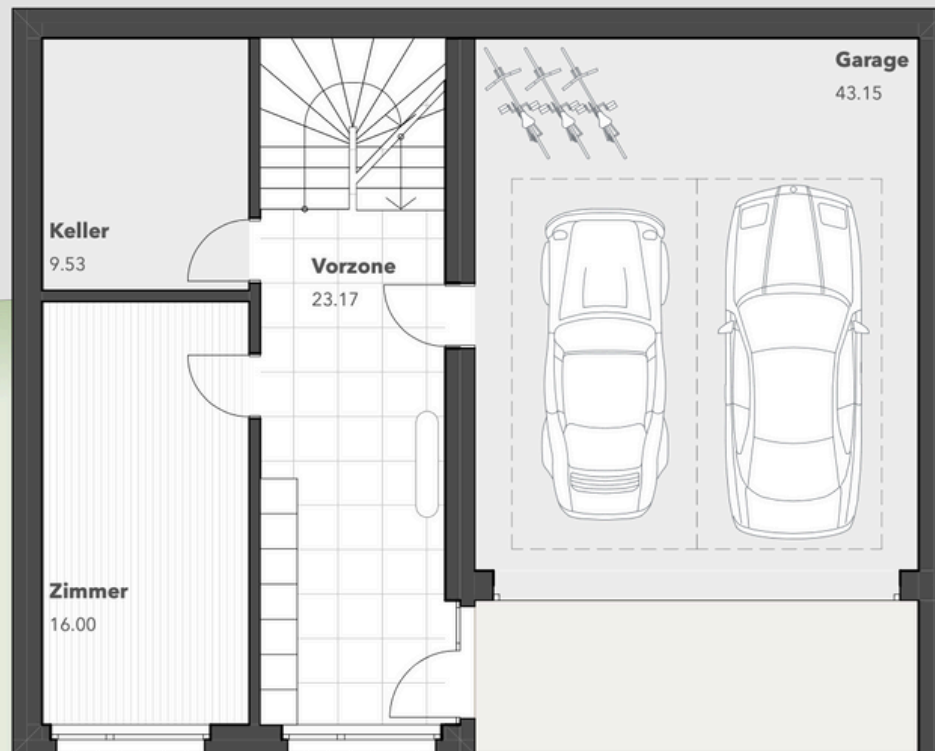 Garage
43.15
Keller
9.53
Vorzone
23.17
Zimmer
16.00